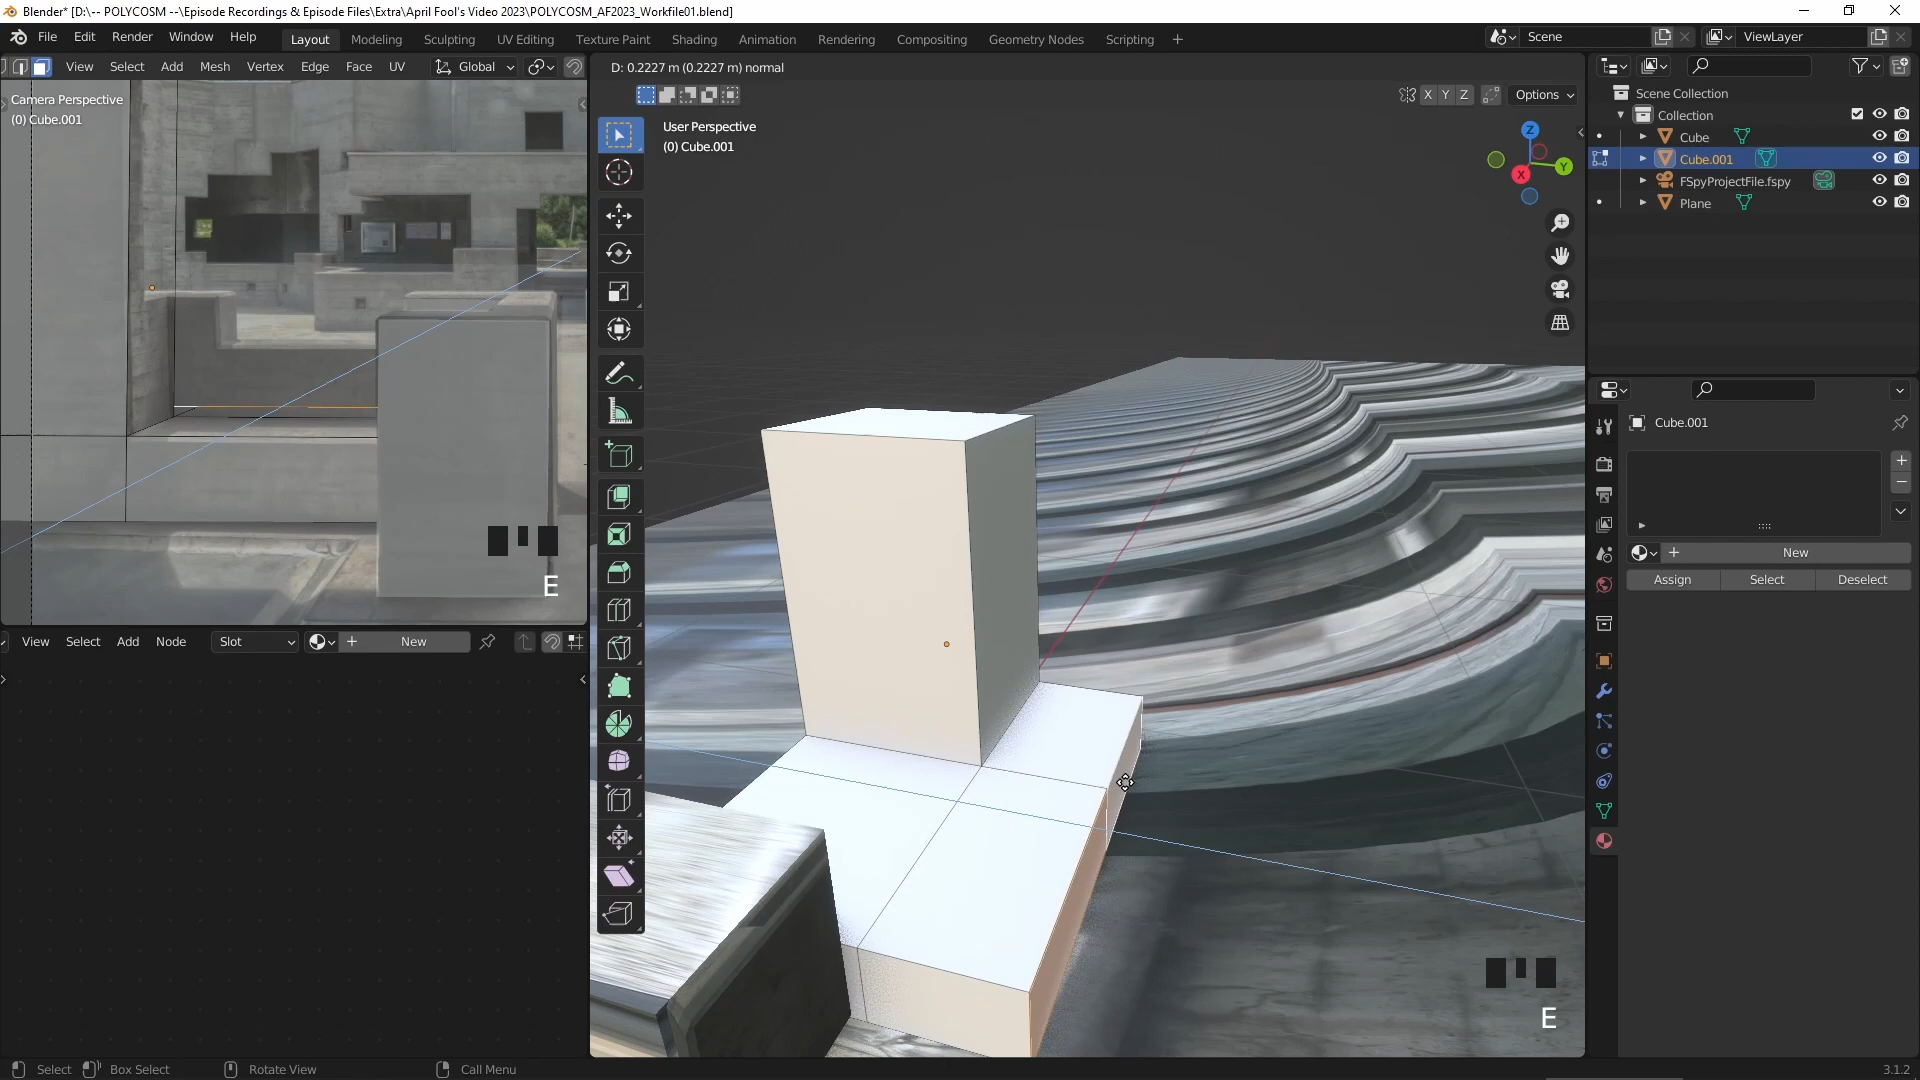 Blender* [D:\-- POLYCOSM --\Episode Recordings & Episode Files\Extra\April Fool's Video 2023\POLYCOSM_AF2023_Workfile01.blend]
File Edit Render Window Help Layout Modeling Sculpting UV Editing Texture Paint Shading Animation Rendering Compositing Geometry Nodes Scripting + Scene ViewLayer
View Select Add Mesh Vertex Edge Face UV Global
D: 0.2227 m (0.2227 m) normal
X Y Z Options
Camera Perspective
(0) Cube.001
User Perspective
(0) Cube.001
Z
Y
X
Scene Collection
Collection
Cube
Cube.001
FSpyProjectFile.fspy
Plane
Cube.001
New
Assign Select Deselect
E
View Select Add Node Slot New
E
Select Box Select Rotate View Call Menu 3.1.2